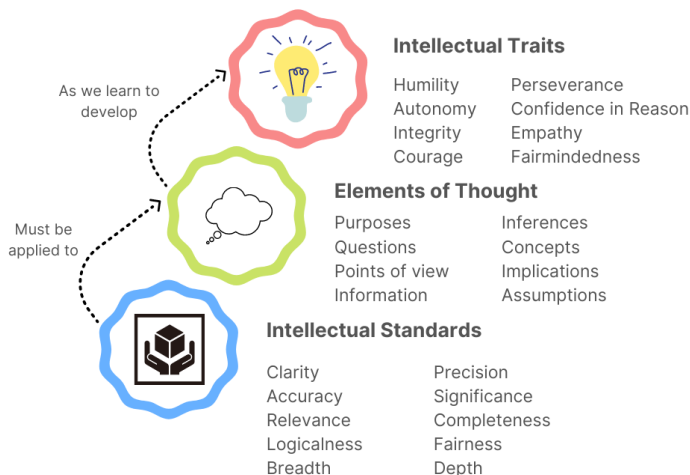 Intellectual Traits
Humility Perseverance
Autonomy Confidence in Reason
Integrity Empathy
Courage Fairmindedness
As we learn to
develop
Elements of Thought
Purposes Inferences
Questions Concepts
Points of view Implications
Information Assumptions
Must be
applied to
Intellectual Standards
Clarity Precision
Accuracy Significance
Relevance Completeness
Logicalness Fairness
Breadth Depth